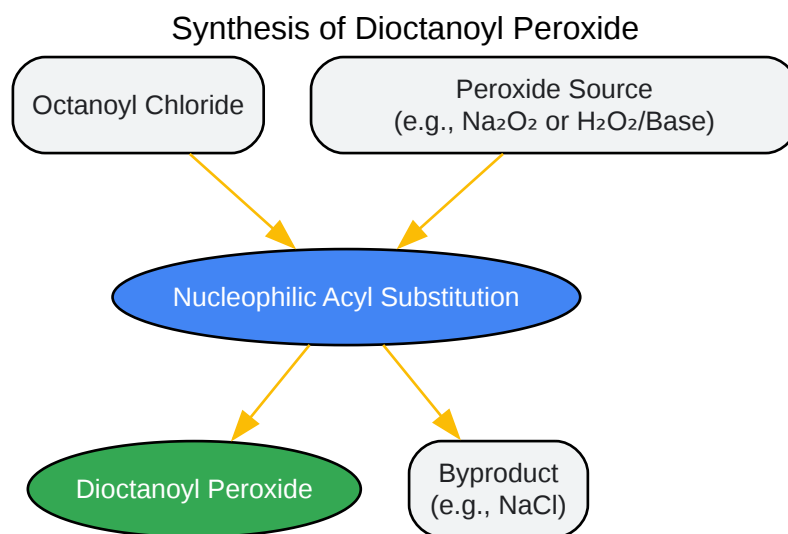 Synthesis of Dioctanoyl Peroxide
Octanoyl Chloride
Peroxide Source
(e.g., Na₂O₂ or H₂O₂/Base)
Nucleophilic Acyl Substitution
Dioctanoyl Peroxide
Byproduct
(e.g., NaCl)